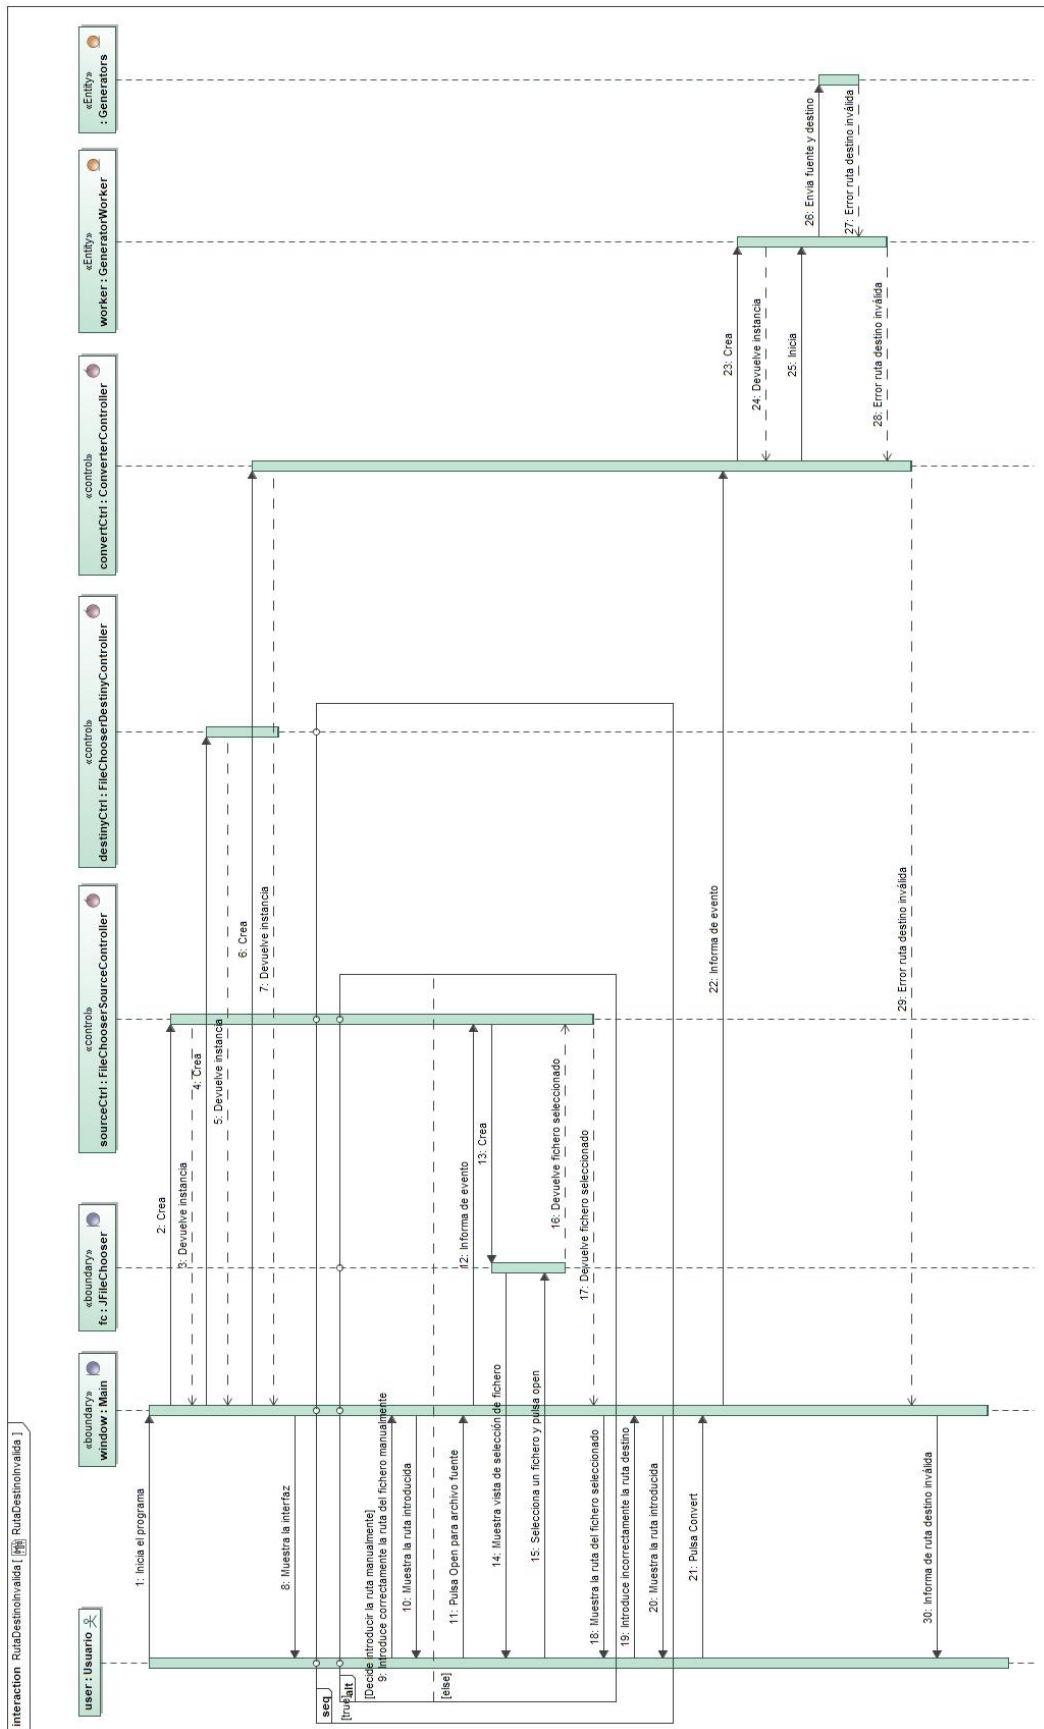 interaction RutaDestinoInvalida [ RutaDestinoInvalida ]
user : Usuario
«boundary»
window : Main
«boundary»
fc : JFileChooser
«control»
sourceCtrl : FileChooserSourceController
«control»
destinyCtrl : FileChooserDestinyController
«control»
convertCtrl : ConverterController
«Entity»
worker : GeneratorWorker
«Entity»
: Generators
1: Inicia el programa
2: Crea
3: Devuelve instancia
4: Crea
5: Devuelve instancia
6: Crea
7: Devuelve instancia
8: Muestra la interfaz
seq
[true]
alt
[Decide introducir la ruta manualmente]
9: Introduce correctamente la ruta del fichero manualmente
10: Muestra la ruta introducida
[else]
11: Pulsa Open para archivo fuente
12: Informa de evento
13: Crea
14: Muestra vista de selección de fichero
15: Selecciona un fichero y pulsa open
16: Devuelve fichero seleccionado
17: Devuelve fichero seleccionado
18: Muestra la ruta del fichero seleccionado
19: Introduce incorrectamente la ruta destino
20: Muestra la ruta introducida
21: Pulsa Convert
22: Informa de evento
23: Crea
24: Devuelve instancia
25: Inicia
26: Envia fuente y destino
27: Error ruta destino inválida
28: Error ruta destino inválida
29: Error ruta destino inválida
30: Informa de ruta destino inválida